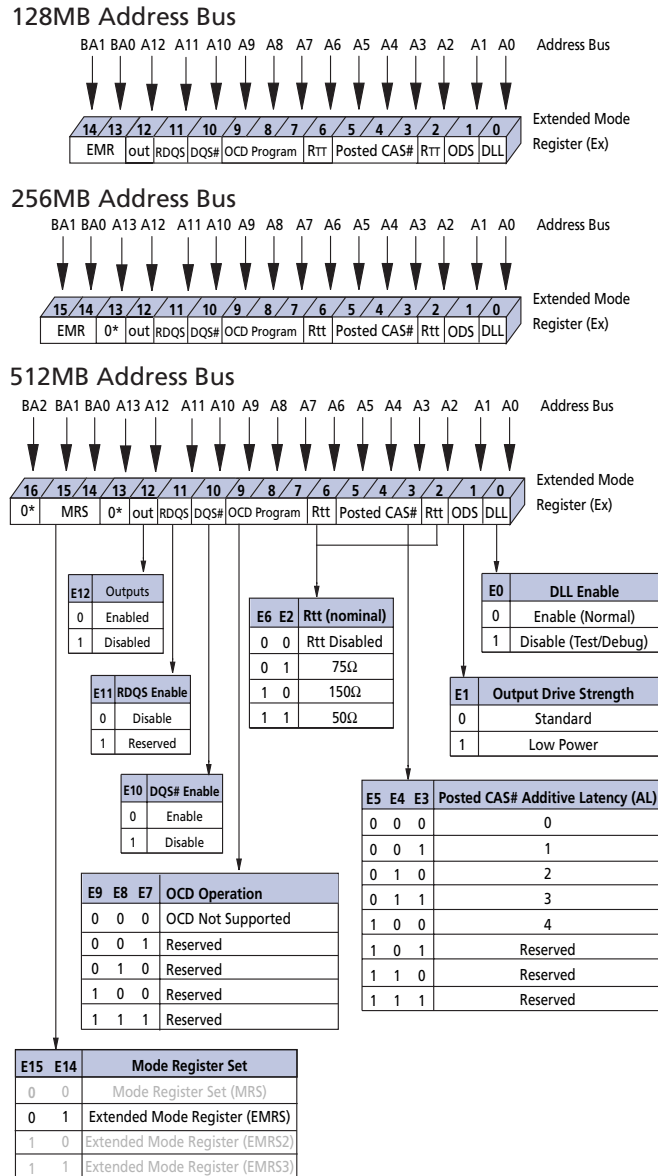 128MB Address Bus
BA1 BA0 A12 A11 A10 A9 A8 A7 A6 A5 A4 A3 A2 A1 A0 Address Bus
14 13 12 11 10 9 8 7 6 5 4 3 2 1 0
EMR out RDQS DQS# OCD Program RTT Posted CAS# RTT ODS DLL
Extended Mode
Register (Ex)
256MB Address Bus
BA1 BA0 A13 A12 A11 A10 A9 A8 A7 A6 A5 A4 A3 A2 A1 A0 Address Bus
15 14 13 12 11 10 9 8 7 6 5 4 3 2 1 0
EMR 0* out RDQS DQS# OCD Program Rtt Posted CAS# Rtt ODS DLL
Extended Mode
Register (Ex)
512MB Address Bus
BA2 BA1 BA0 A13 A12 A11 A10 A9 A8 A7 A6 A5 A4 A3 A2 A1 A0 Address Bus
16 15 14 13 12 11 10 9 8 7 6 5 4 3 2 1 0
0* MRS 0* out RDQS DQS# OCD Program Rtt Posted CAS# Rtt ODS DLL
Extended Mode
Register (Ex)
E12 Outputs
0 Enabled
1 Disabled
E11 RDQS Enable
0 Disable
1 Reserved
E10 DQS# Enable
0 Enable
1 Disable
E6 E2 Rtt (nominal)
0 0 Rtt Disabled
0 1 75Ω
1 0 150Ω
1 1 50Ω
E0 DLL Enable
0 Enable (Normal)
1 Disable (Test/Debug)
E1 Output Drive Strength
0 Standard
1 Low Power
E5 E4 E3 Posted CAS# Additive Latency (AL)
0 0 0 0
0 0 1 1
0 1 0 2
0 1 1 3
1 0 0 4
1 0 1 Reserved
1 1 0 Reserved
1 1 1 Reserved
E9 E8 E7 OCD Operation
0 0 0 OCD Not Supported
0 0 1 Reserved
0 1 0 Reserved
1 0 0 Reserved
1 1 1 Reserved
E15 E14 Mode Register Set
0 0 Mode Register Set (MRS)
0 1 Extended Mode Register (EMRS)
1 0 Extended Mode Register (EMRS2)
1 1 Extended Mode Register (EMRS3)